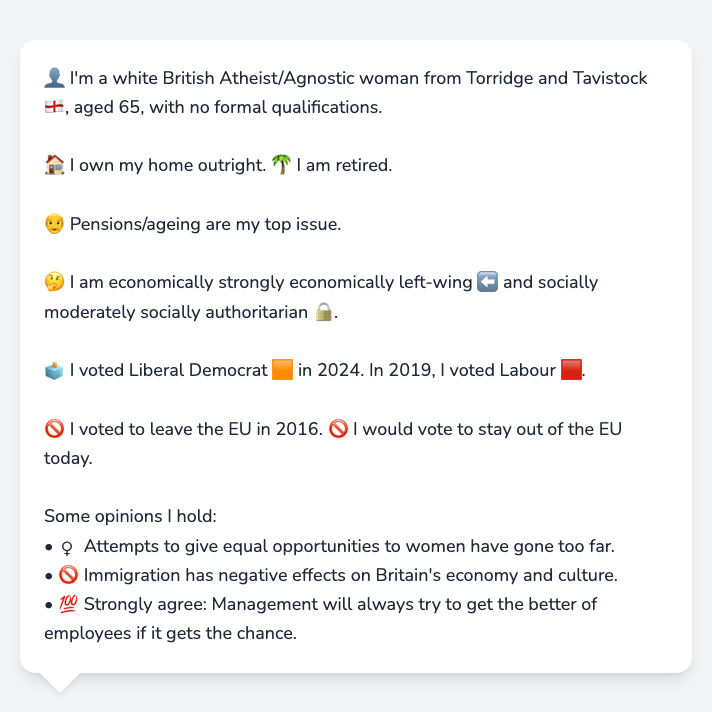 👤 I'm a white British Atheist/Agnostic woman from Torridge and Tavistock
🏴󠁧󠁢󠁥󠁮󠁧󠁿, aged 65, with no formal qualifications.
🏠 I own my home outright. 🌴 I am retired.
👴 Pensions/ageing are my top issue.
🤔 I am economically strongly economically left-wing ⬅️ and socially
moderately socially authoritarian 🔒.
🗳️ I voted Liberal Democrat 🟧 in 2024. In 2019, I voted Labour 🟥.
🚫 I voted to leave the EU in 2016. 🚫 I would vote to stay out of the EU
today.
Some opinions I hold:
• ♀ Attempts to give equal opportunities to women have gone too far.
• 🚫 Immigration has negative effects on Britain's economy and culture.
• 💯 Strongly agree: Management will always try to get the better of
employees if it gets the chance.